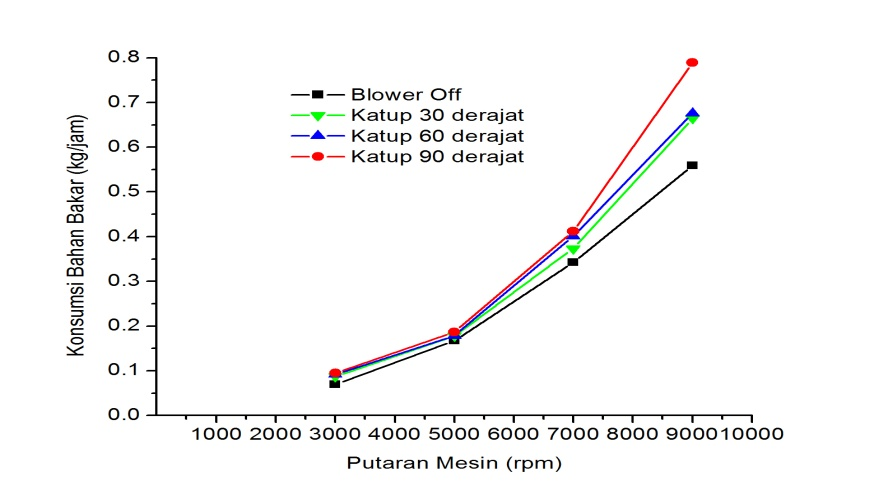 0.8
0.7
0.6
0.5
0.4
0.3
0.2
0.1
0.0
Konsumsi Bahan Bakar (kg/jam)
Blower Off
Katup 30 derajat
Katup 60 derajat
Katup 90 derajat
1000 2000 3000 4000 5000 6000 7000 8000 9000 10000
Putaran Mesin (rpm)